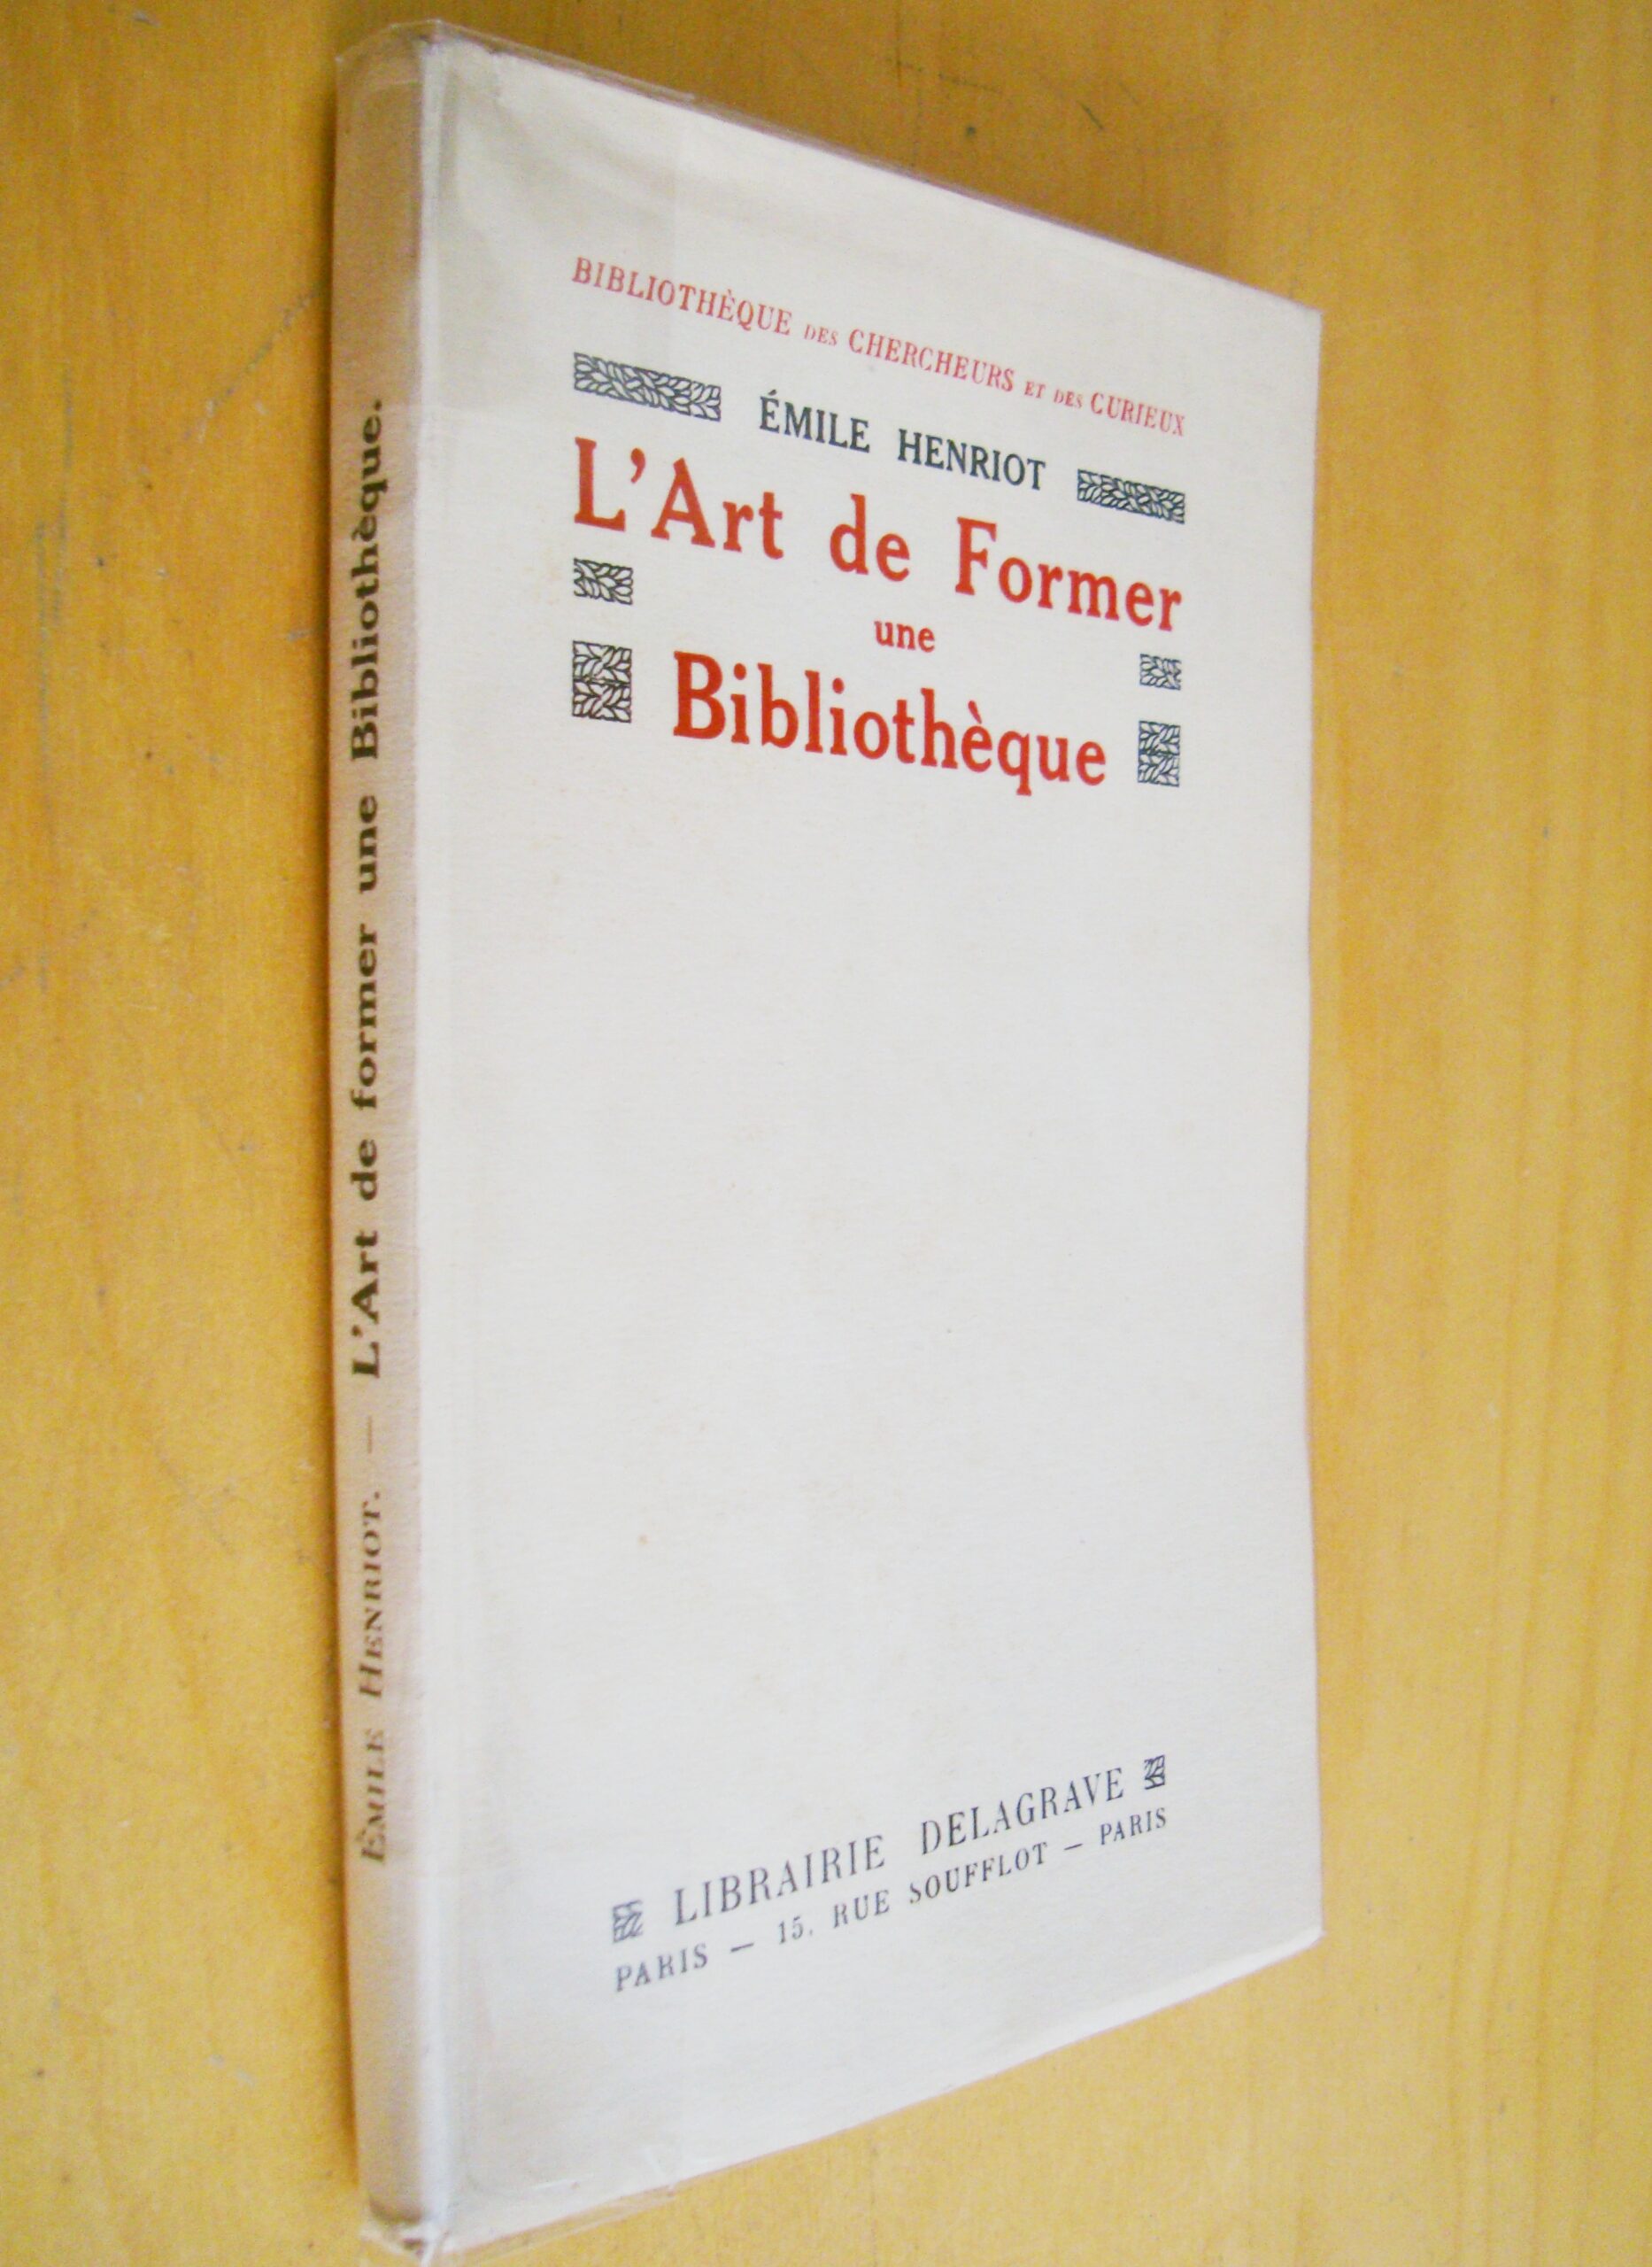 BIBLIOTHÈQUE DES CHERCHEURS ET DES CURIEUX
ÉMILE HENRIOT
L'Art de Former
une
Bibliothèque
LIBRAIRIE DELAGRAVE
PARIS — 15, RUE SOUFFLOT — PARIS
ÉMILE HENRIOT. — L'Art de former une Bibliothèque.